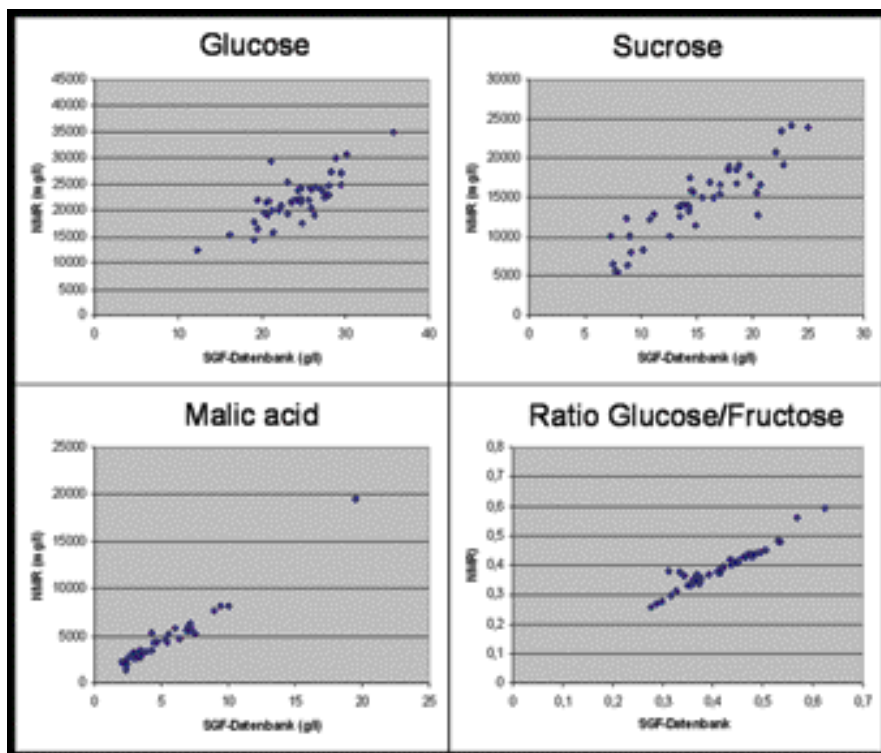 Glucose
45000
40000
35000
30000
25000
20000
15000
10000
5000
0
NMR (mg/l)
0 10 20 30 40
SGF-Datenbank (g/l)
Sucrose
30000
25000
20000
15000
10000
5000
0
NMR (mg/l)
0 5 10 15 20 25 30
SGF-Datenbank (g/l)
Malic acid
25000
20000
15000
10000
5000
0
NMR (mg/l)
0 5 10 15 20 25
SGF-Datenbank (g/l)
Ratio Glucose/Fructose
0,8
0,7
0,6
0,5
0,4
0,3
0,2
0,1
0
NMR)
0 0,1 0,2 0,3 0,4 0,5 0,6 0,7
SGF-Datenbank